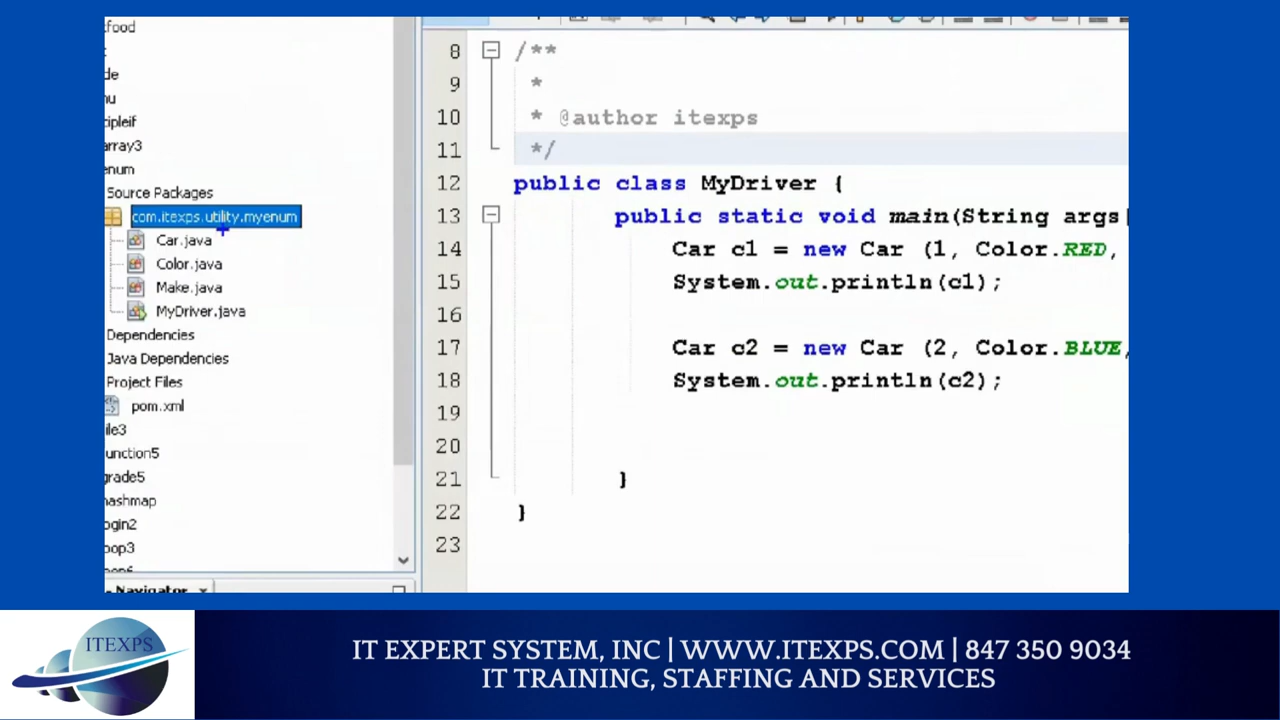 food
de
nu
cipleif
array3
enum
Source Packages
com.itexps.utility.myenum
Car.java
Color.java
Make.java
MyDriver.java
Dependencies
Java Dependencies
Project Files
pom.xml
ile3
unction5
grade5
hashmap
ogin2
oop3
Navigator
8 /**
9 *
10 * @author itexps
11 */
12 public class MyDriver {
13 public static void main(String args[
14 Car c1 = new Car (1, Color.RED,
15 System.out.println(c1);
16
17 Car c2 = new Car (2, Color.BLUE,
18 System.out.println(c2);
19
20
21 }
22 }
23
ITEXPS
IT EXPERT SYSTEM, INC | WWW.ITEXPS.COM | 847 350 9034
IT TRAINING, STAFFING AND SERVICES